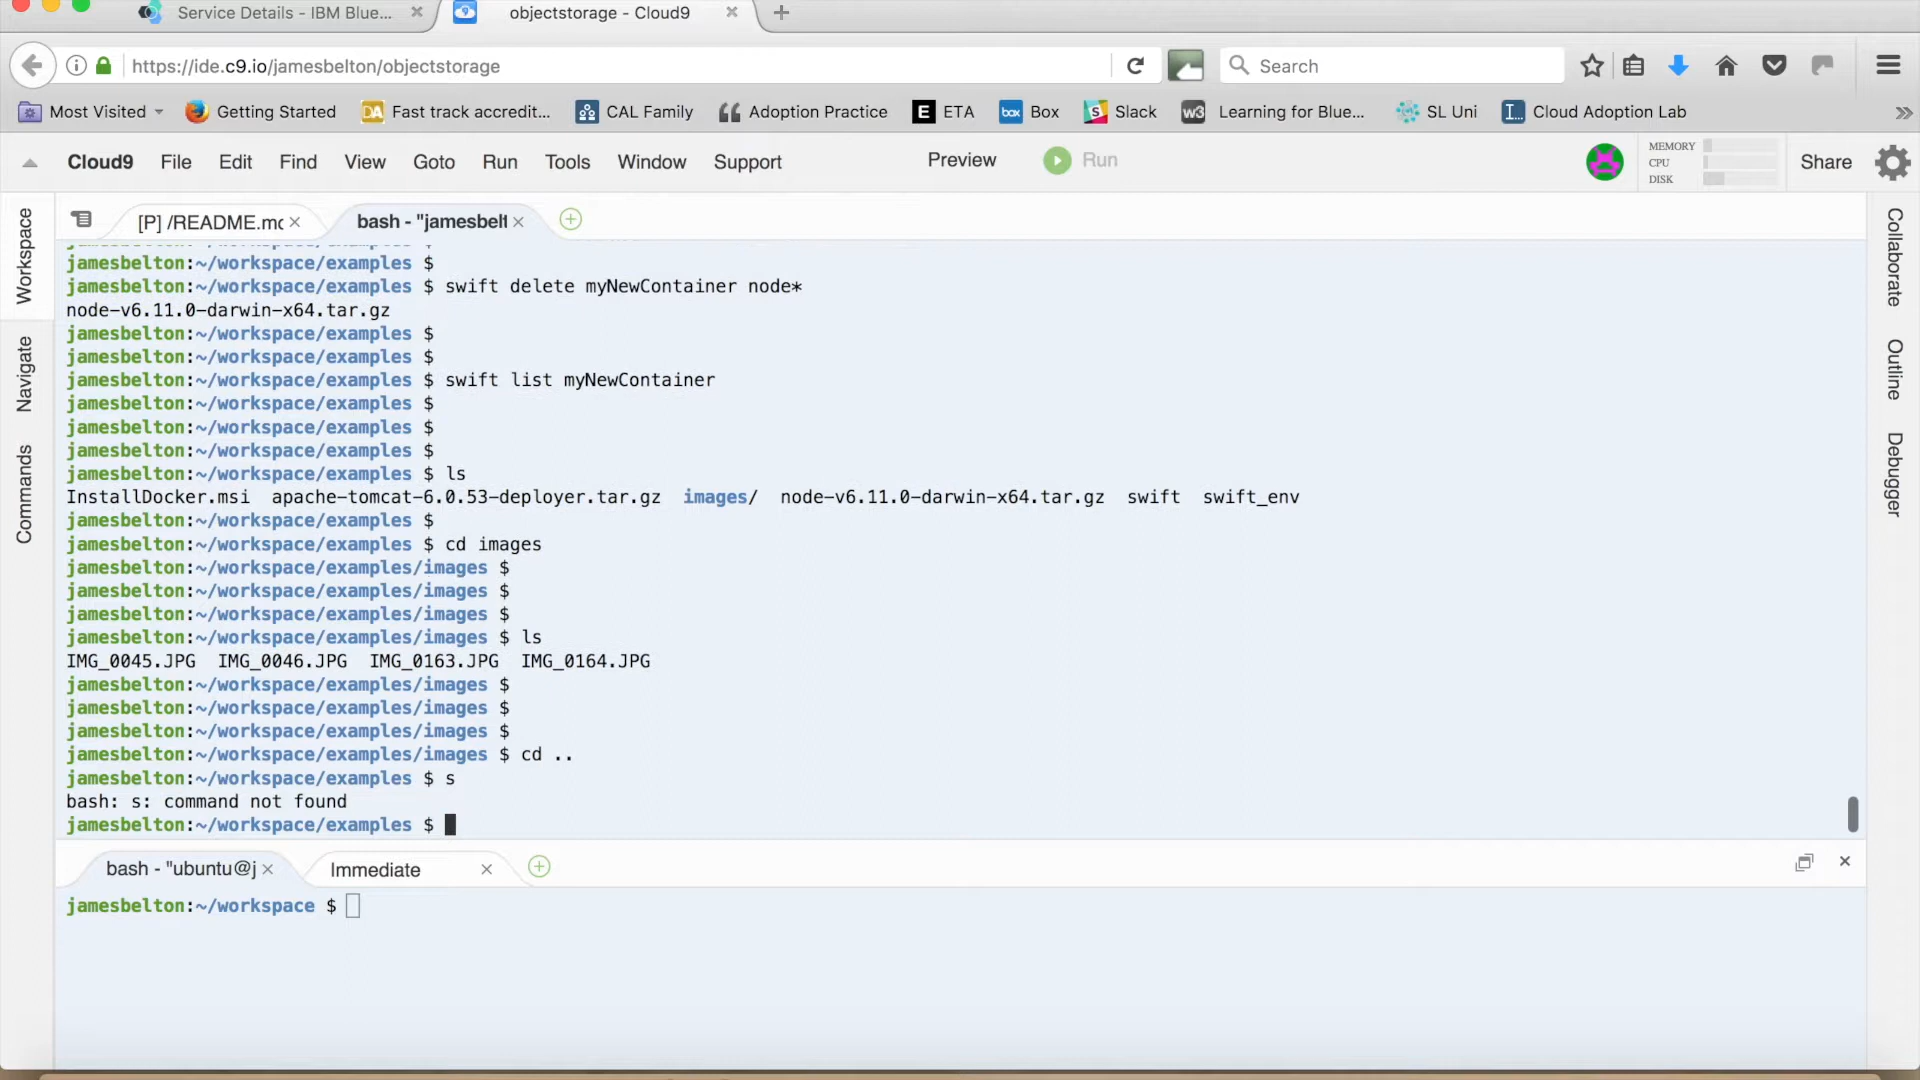 Service Details - IBM Blue...
objectstorage - Cloud9
https://ide.c9.io/jamesbelton/objectstorage
Search
Most Visited
Getting Started
DA Fast track accredit...
CAL Family
Adoption Practice
E ETA
box Box
S Slack
w3 Learning for Blue...
SL Uni
I... Cloud Adoption Lab
Cloud9 File Edit Find View Goto Run Tools Window Support Preview Run
MEMORY
CPU
DISK
Share
Workspace
Navigate
Commands
Collaborate
Outline
Debugger
[P] /README.mc
bash - "jamesbelt
jamesbelton:~/workspace/examples $
jamesbelton:~/workspace/examples $ swift delete myNewContainer node*
node-v6.11.0-darwin-x64.tar.gz
jamesbelton:~/workspace/examples $
jamesbelton:~/workspace/examples $
jamesbelton:~/workspace/examples $ swift list myNewContainer
jamesbelton:~/workspace/examples $
jamesbelton:~/workspace/examples $
jamesbelton:~/workspace/examples $
jamesbelton:~/workspace/examples $ ls
InstallDocker.msi apache-tomcat-6.0.53-deployer.tar.gz images/ node-v6.11.0-darwin-x64.tar.gz swift swift_env
jamesbelton:~/workspace/examples $
jamesbelton:~/workspace/examples $ cd images
jamesbelton:~/workspace/examples/images $
jamesbelton:~/workspace/examples/images $
jamesbelton:~/workspace/examples/images $
jamesbelton:~/workspace/examples/images $ ls
IMG_0045.JPG IMG_0046.JPG IMG_0163.JPG IMG_0164.JPG
jamesbelton:~/workspace/examples/images $
jamesbelton:~/workspace/examples/images $
jamesbelton:~/workspace/examples/images $
jamesbelton:~/workspace/examples/images $ cd ..
jamesbelton:~/workspace/examples $ s
bash: s: command not found
jamesbelton:~/workspace/examples $
bash - "ubuntu@j
Immediate
jamesbelton:~/workspace $